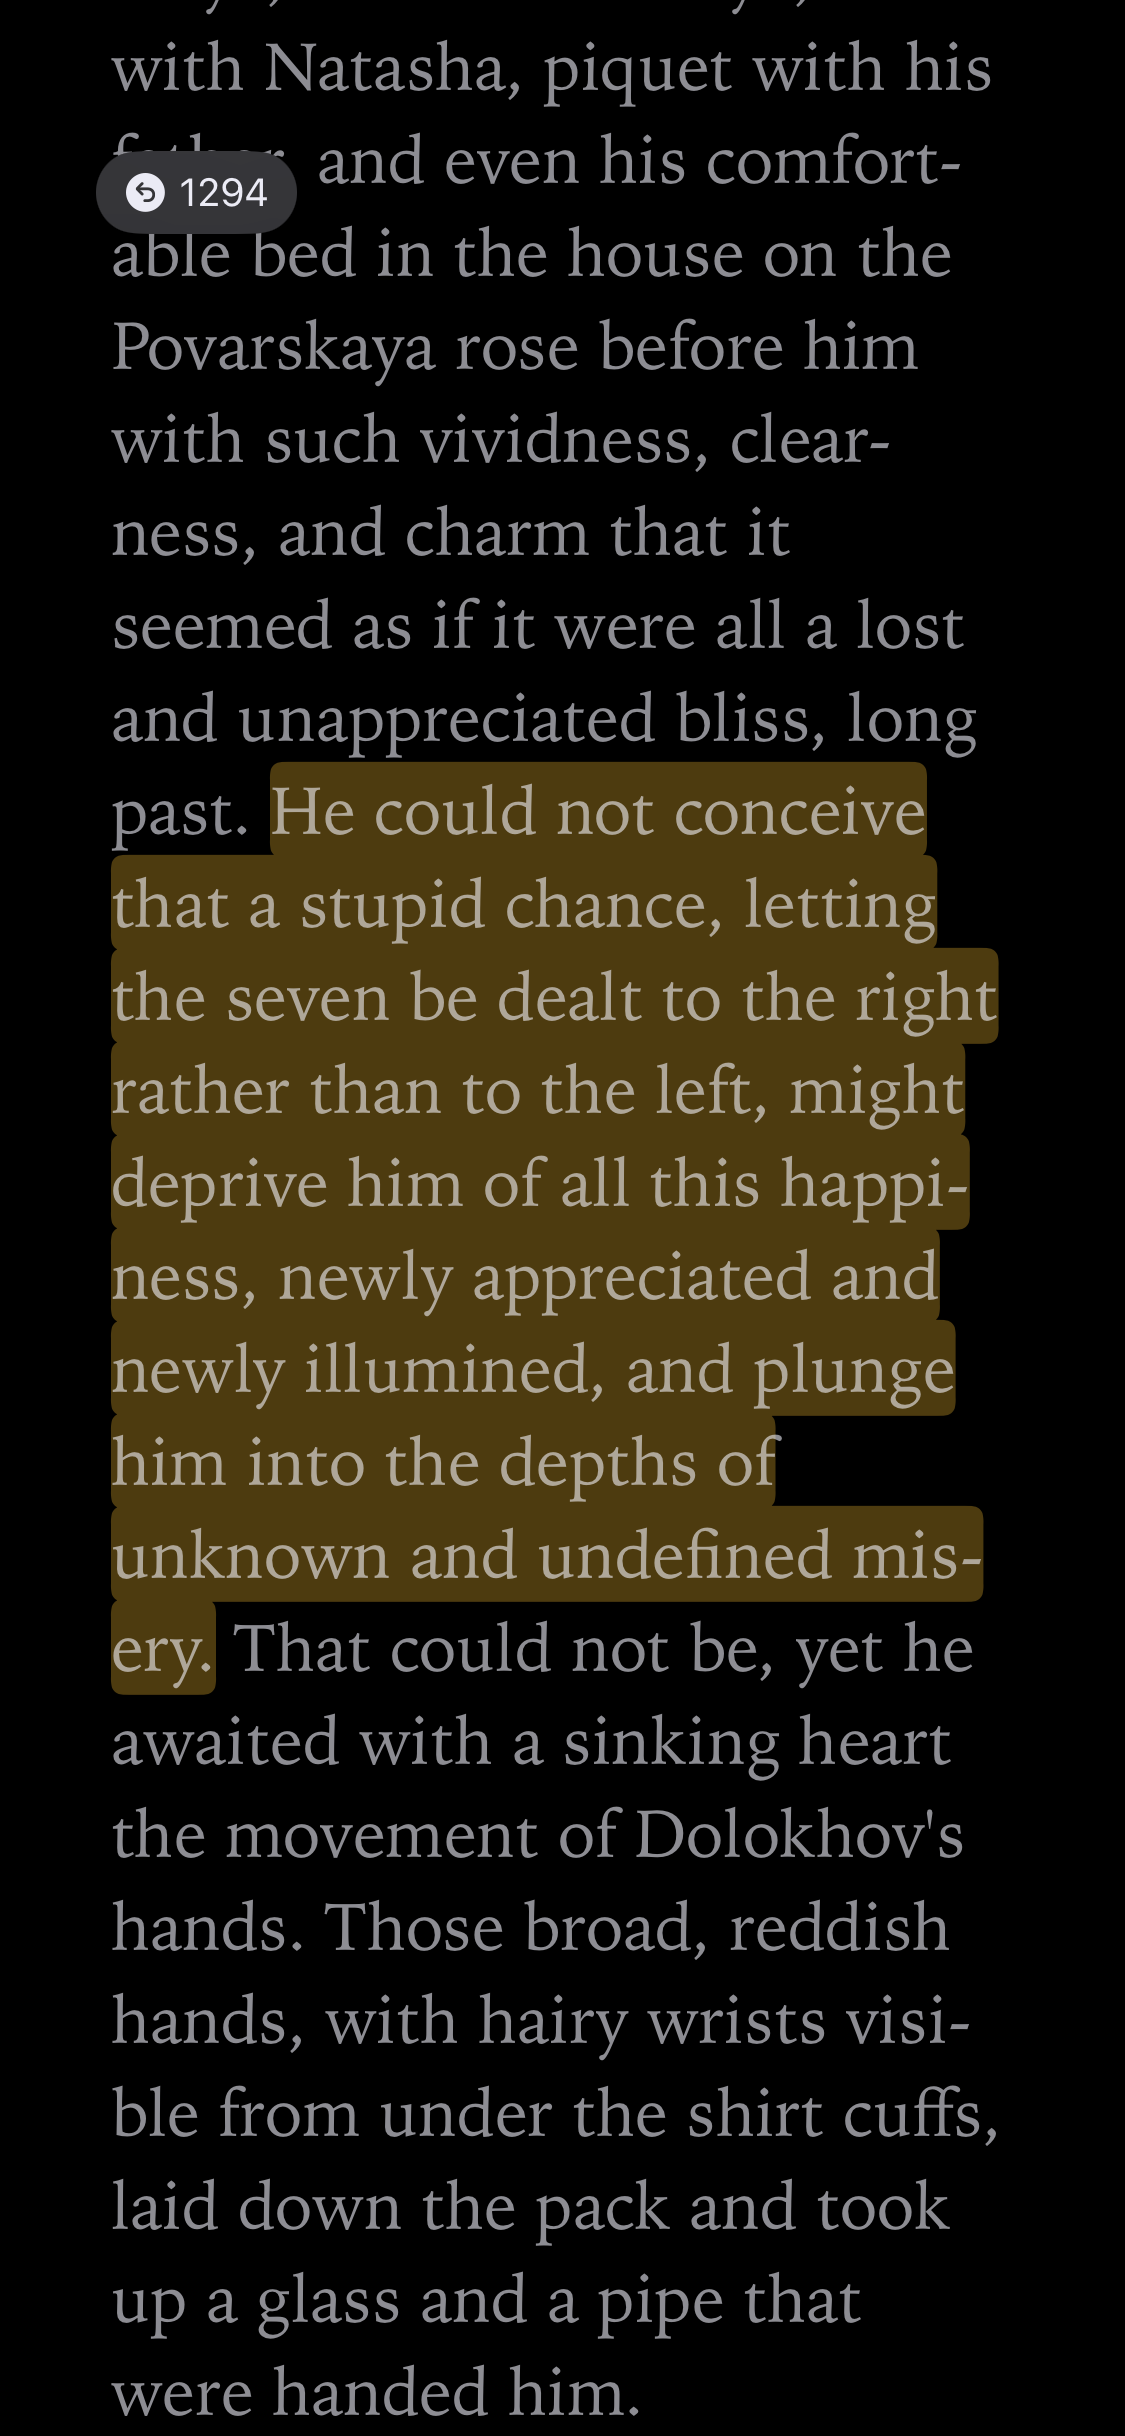 with Natasha, piquet with his
and even his comfort-
1294
able bed in the house on the
Povarskaya rose before him
with such vividness, clear-
ness, and charm that it
seemed as if it were all a lost
and unappreciated bliss, long
past. He could not conceive
that a stupid chance, letting
the seven be dealt to the right
rather than to the left, might
deprive him of all this happi-
ness, newly appreciated and
newly illumined, and plunge
him into the depths of
unknown and undefined mis-
ery. That could not be, yet he
awaited with a sinking heart
the movement of Dolokhov's
hands. Those broad, reddish
hands, with hairy wrists visi-
ble from under the shirt cuffs,
laid down the pack and took
up a glass and a pipe that
were handed him.